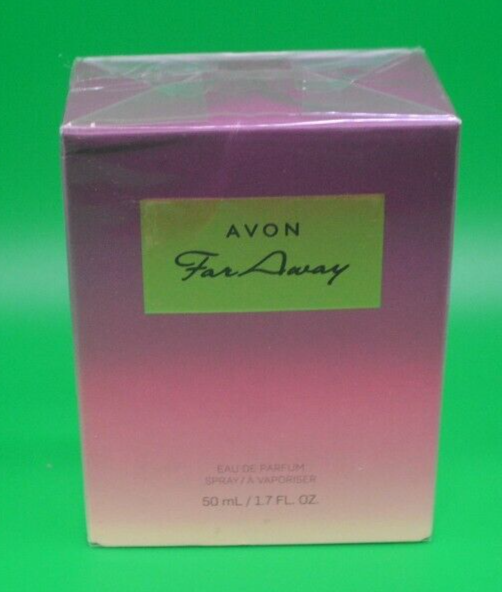 AVON
Far Away
EAU DE PARFUM
SPRAY / À VAPORISER
50 mL / 1.7 FL. OZ.